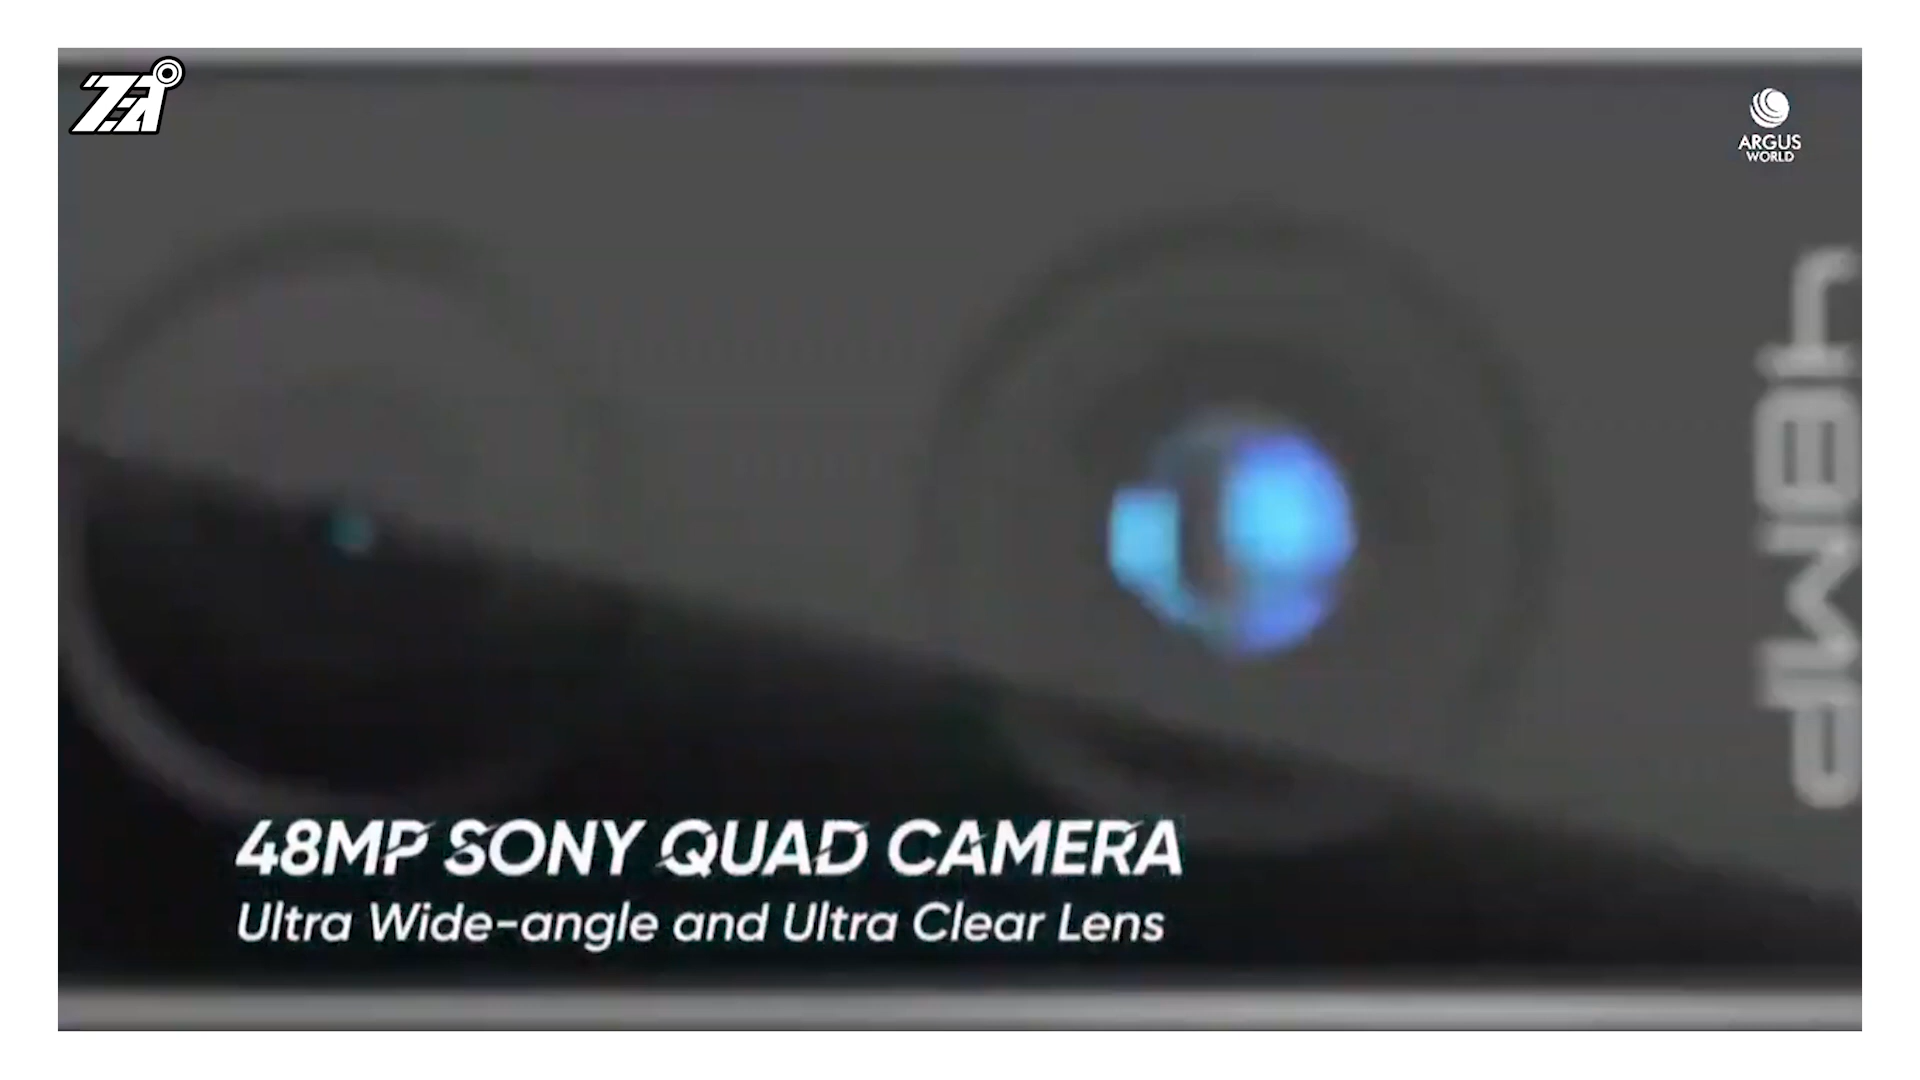 ARGUS
WORLD
48MP
48MP SONY QUAD CAMERA
Ultra Wide-angle and Ultra Clear Lens